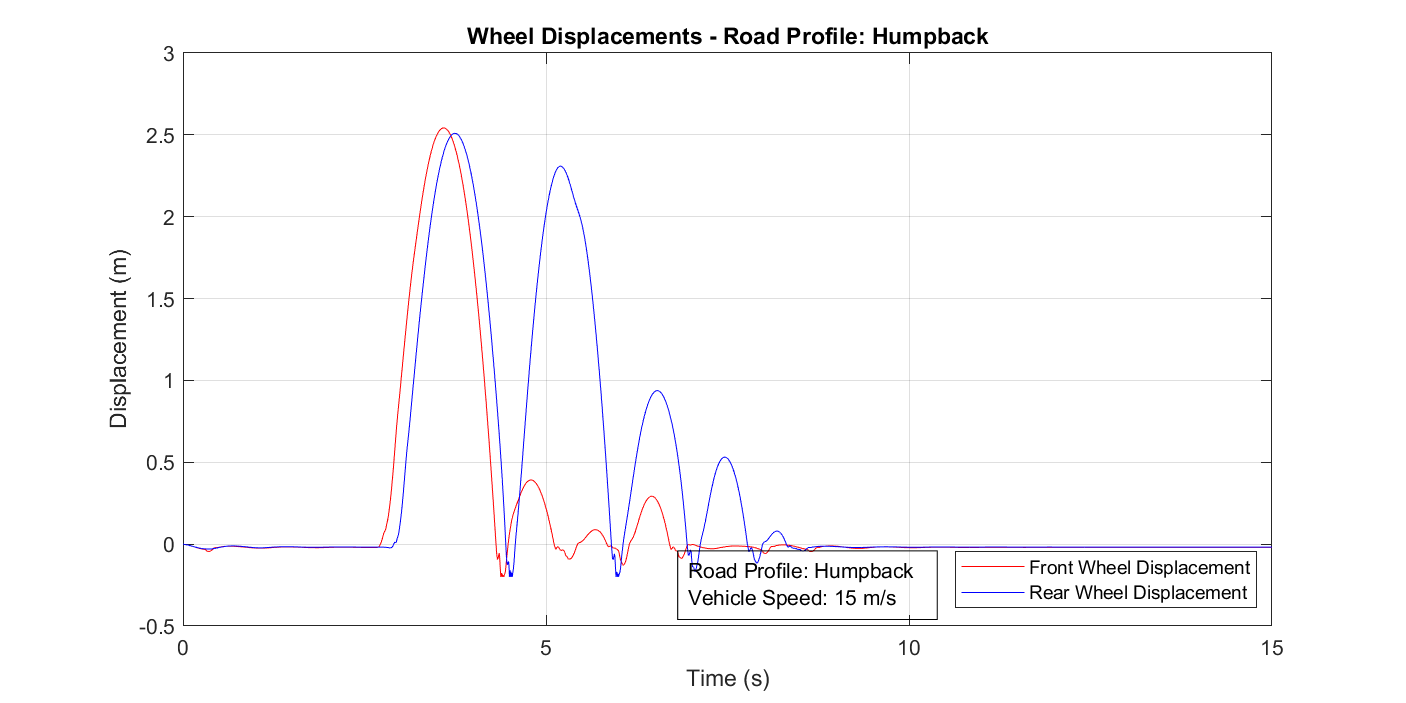 Wheel Displacements - Road Profile: Humpback
3
2.5
2
1.5
1
0.5
0
-0.5
Displacement (m)
0
5
10
15
Time (s)
Road Profile: Humpback
Vehicle Speed: 15 m/s
Front Wheel Displacement
Rear Wheel Displacement